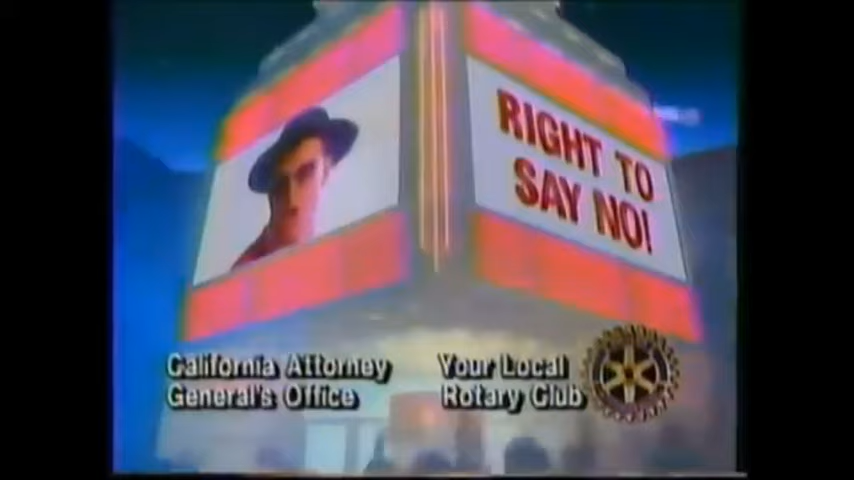 RIGHT TO
SAY NO!
California Attorney
General's Office
Your Local
Rotary Club